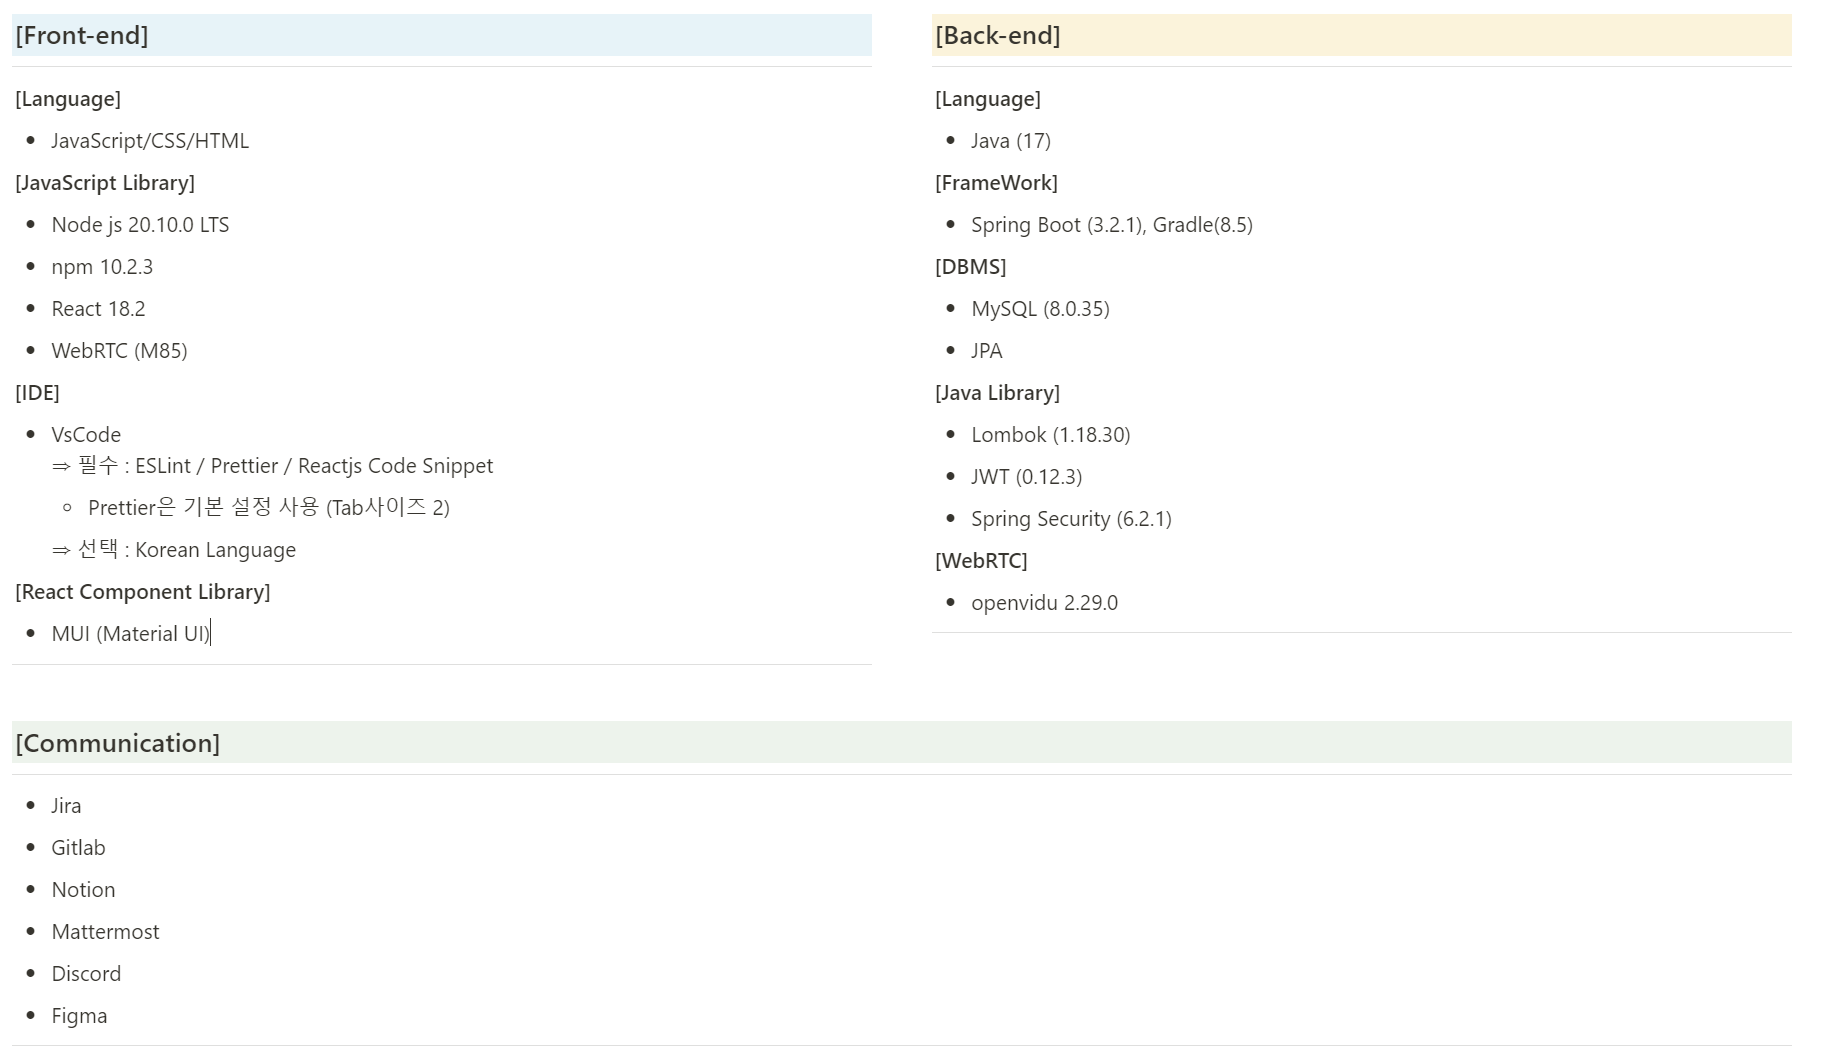 [Front-end]
[Language]
JavaScript/CSS/HTML
[JavaScript Library]
Node js 20.10.0 LTS
npm 10.2.3
React 18.2
WebRTC (M85)
[IDE]
VsCode
⇒ 필수 : ESLint / Prettier / Reactjs Code Snippet
Prettier은 기본 설정 사용 (Tab사이즈 2)
⇒ 선택 : Korean Language
[React Component Library]
MUI (Material UI)
[Back-end]
[Language]
Java (17)
[FrameWork]
Spring Boot (3.2.1), Gradle(8.5)
[DBMS]
MySQL (8.0.35)
JPA
[Java Library]
Lombok (1.18.30)
JWT (0.12.3)
Spring Security (6.2.1)
[WebRTC]
openvidu 2.29.0
[Communication]
Jira
Gitlab
Notion
Mattermost
Discord
Figma